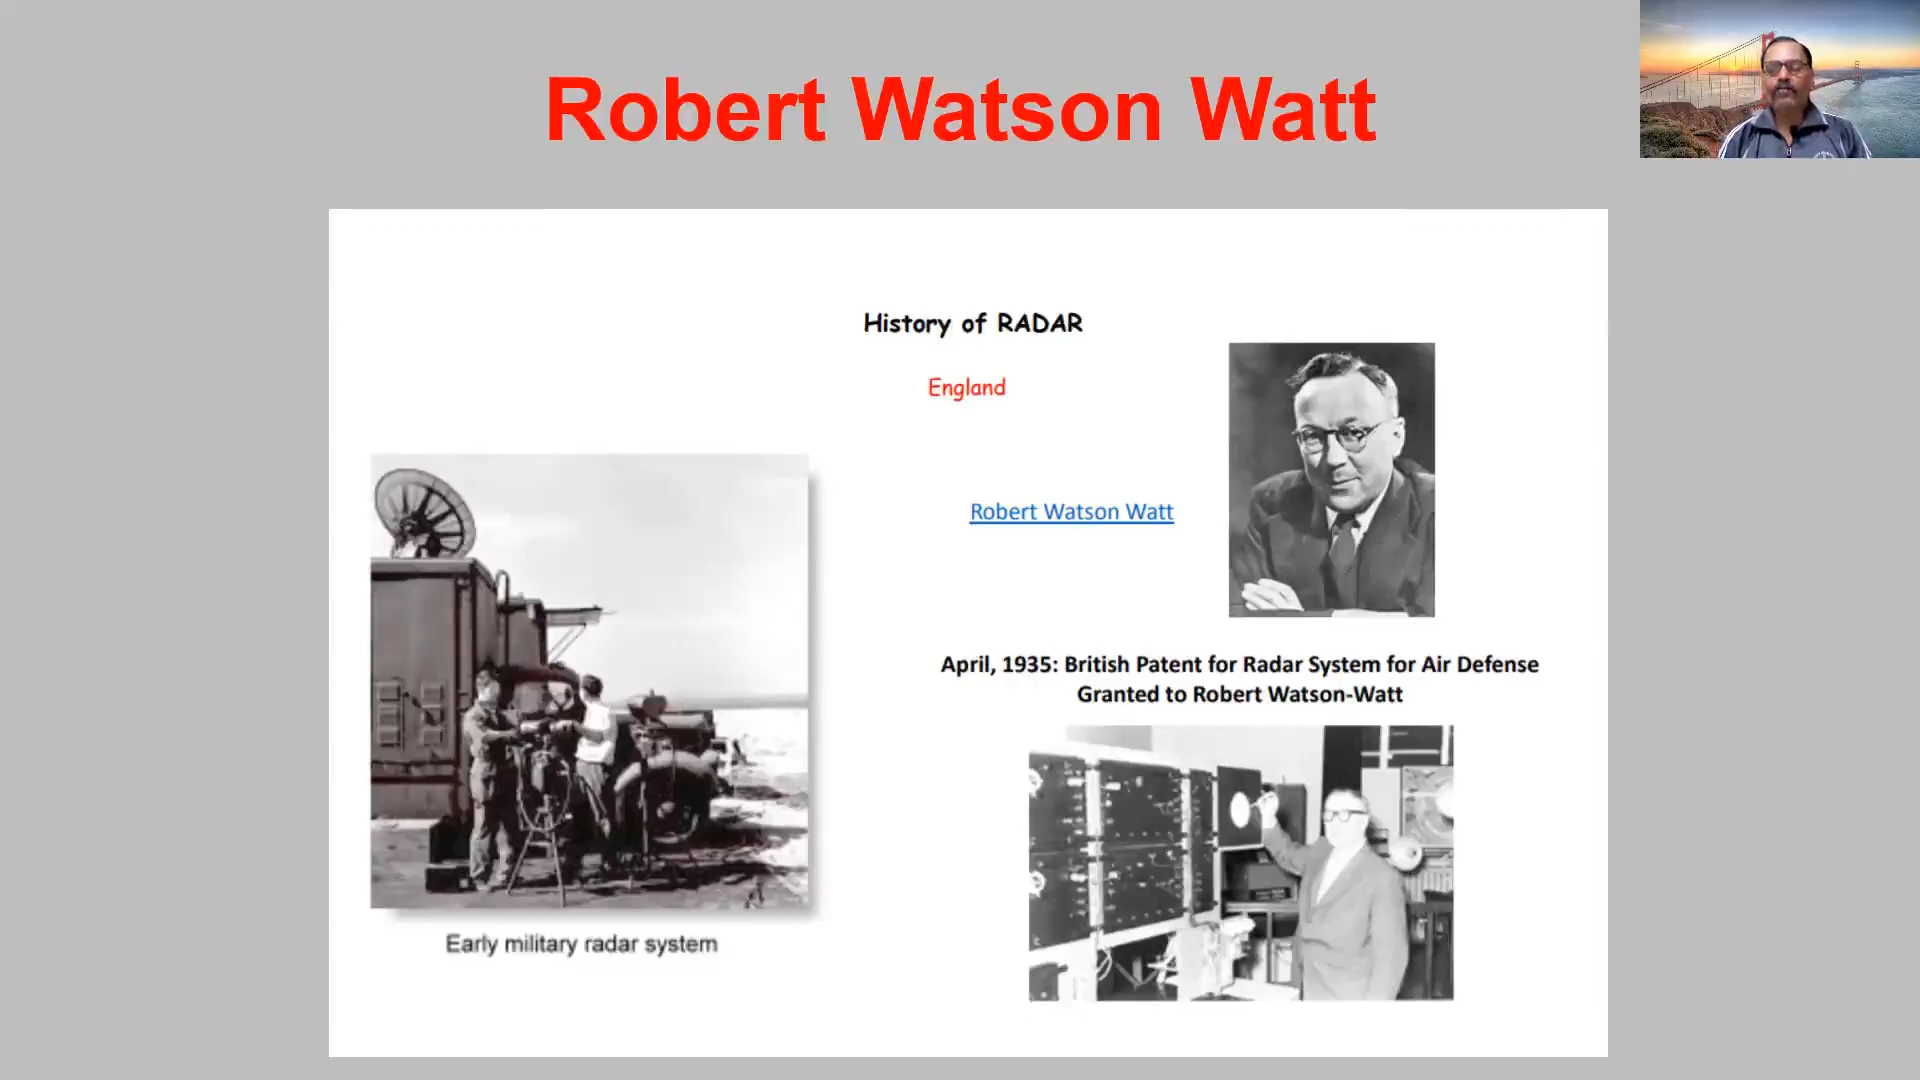 Robert Watson Watt
History of RADAR
England
Robert Watson Watt
April, 1935: British Patent for Radar System for Air Defense
Granted to Robert Watson-Watt
Early military radar system